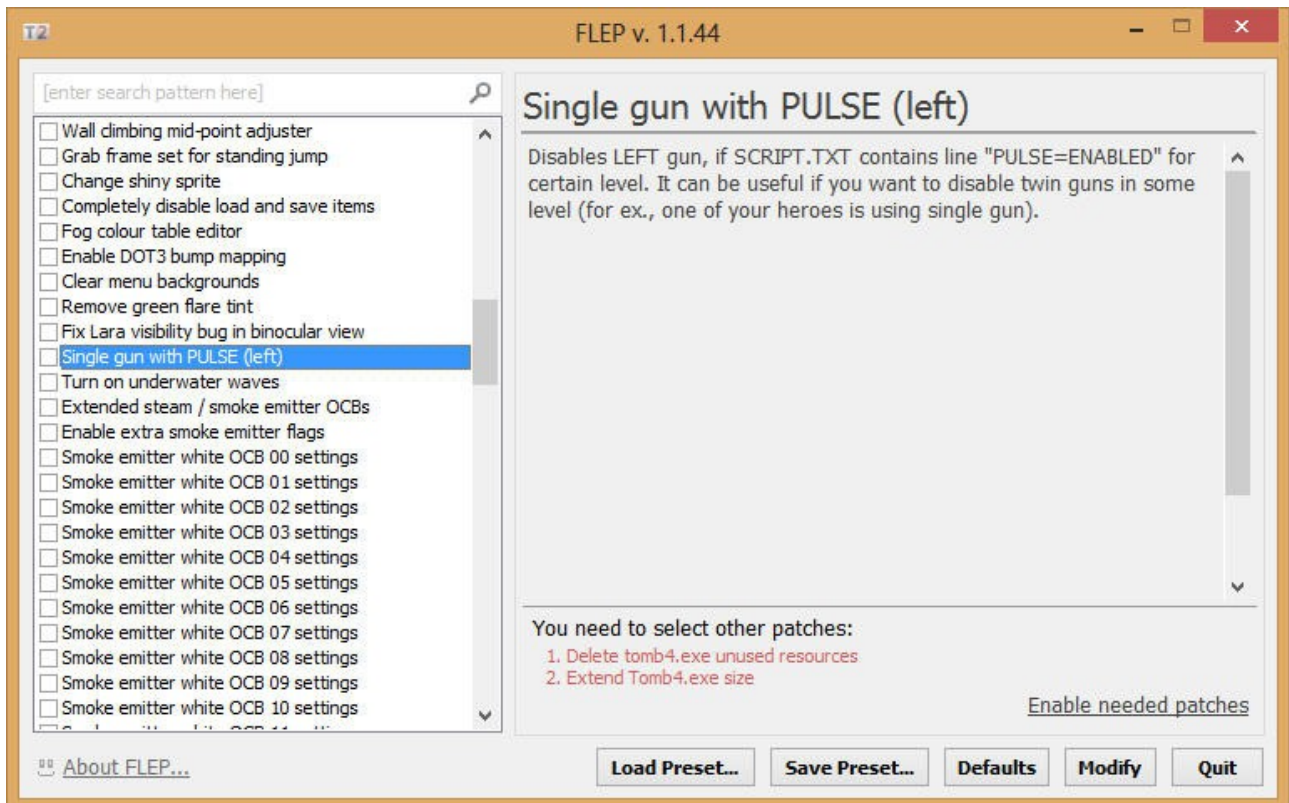 T2
FLEP v. 1.1.44
[enter search pattern here]
Wall climbing mid-point adjuster
Grab frame set for standing jump
Change shiny sprite
Completely disable load and save items
Fog colour table editor
Enable DOT3 bump mapping
Clear menu backgrounds
Remove green flare tint
Fix Lara visibility bug in binocular view
Single gun with PULSE (left)
Turn on underwater waves
Extended steam / smoke emitter OCBs
Enable extra smoke emitter flags
Smoke emitter white OCB 00 settings
Smoke emitter white OCB 01 settings
Smoke emitter white OCB 02 settings
Smoke emitter white OCB 03 settings
Smoke emitter white OCB 04 settings
Smoke emitter white OCB 05 settings
Smoke emitter white OCB 06 settings
Smoke emitter white OCB 07 settings
Smoke emitter white OCB 08 settings
Smoke emitter white OCB 09 settings
Smoke emitter white OCB 10 settings
Single gun with PULSE (left)
Disables LEFT gun, if SCRIPT.TXT contains line "PULSE=ENABLED" for
certain level. It can be useful if you want to disable twin guns in some
level (for ex., one of your heroes is using single gun).
You need to select other patches:
1. Delete tomb4.exe unused resources
2. Extend Tomb4.exe size
Enable needed patches
About FLEP...
Load Preset...
Save Preset...
Defaults
Modify
Quit